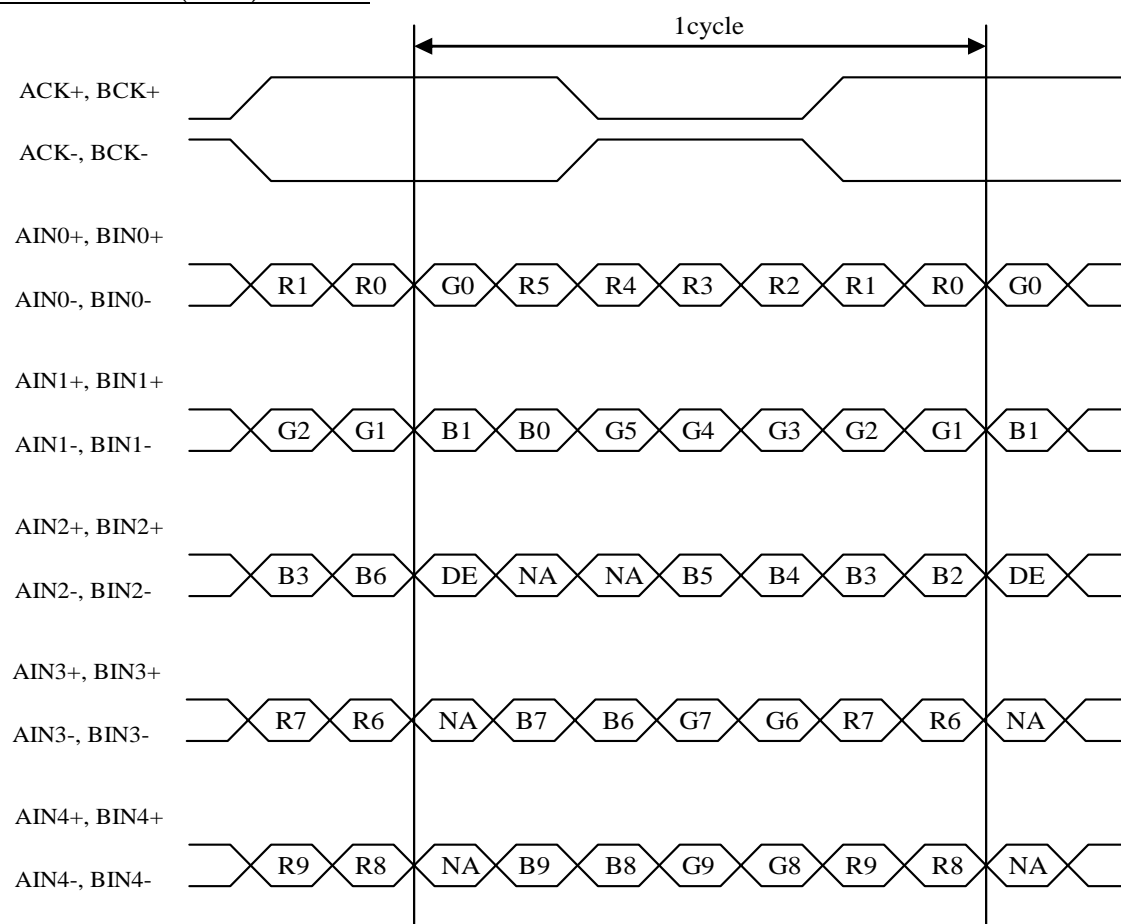 1cycle
ACK+, BCK+
ACK-, BCK-
AIN0+, BIN0+
R1 R0 G0 R5 R4 R3 R2 R1 R0 G0
AIN0-, BIN0-
AIN1+, BIN1+
G2 G1 B1 B0 G5 G4 G3 G2 G1 B1
AIN1-, BIN1-
AIN2+, BIN2+
B3 B6 DE NA NA B5 B4 B3 B2 DE
AIN2-, BIN2-
AIN3+, BIN3+
R7 R6 NA B7 B6 G7 G6 R7 R6 NA
AIN3-, BIN3-
AIN4+, BIN4+
R9 R8 NA B9 B8 G9 G8 R9 R8 NA
AIN4-, BIN4-